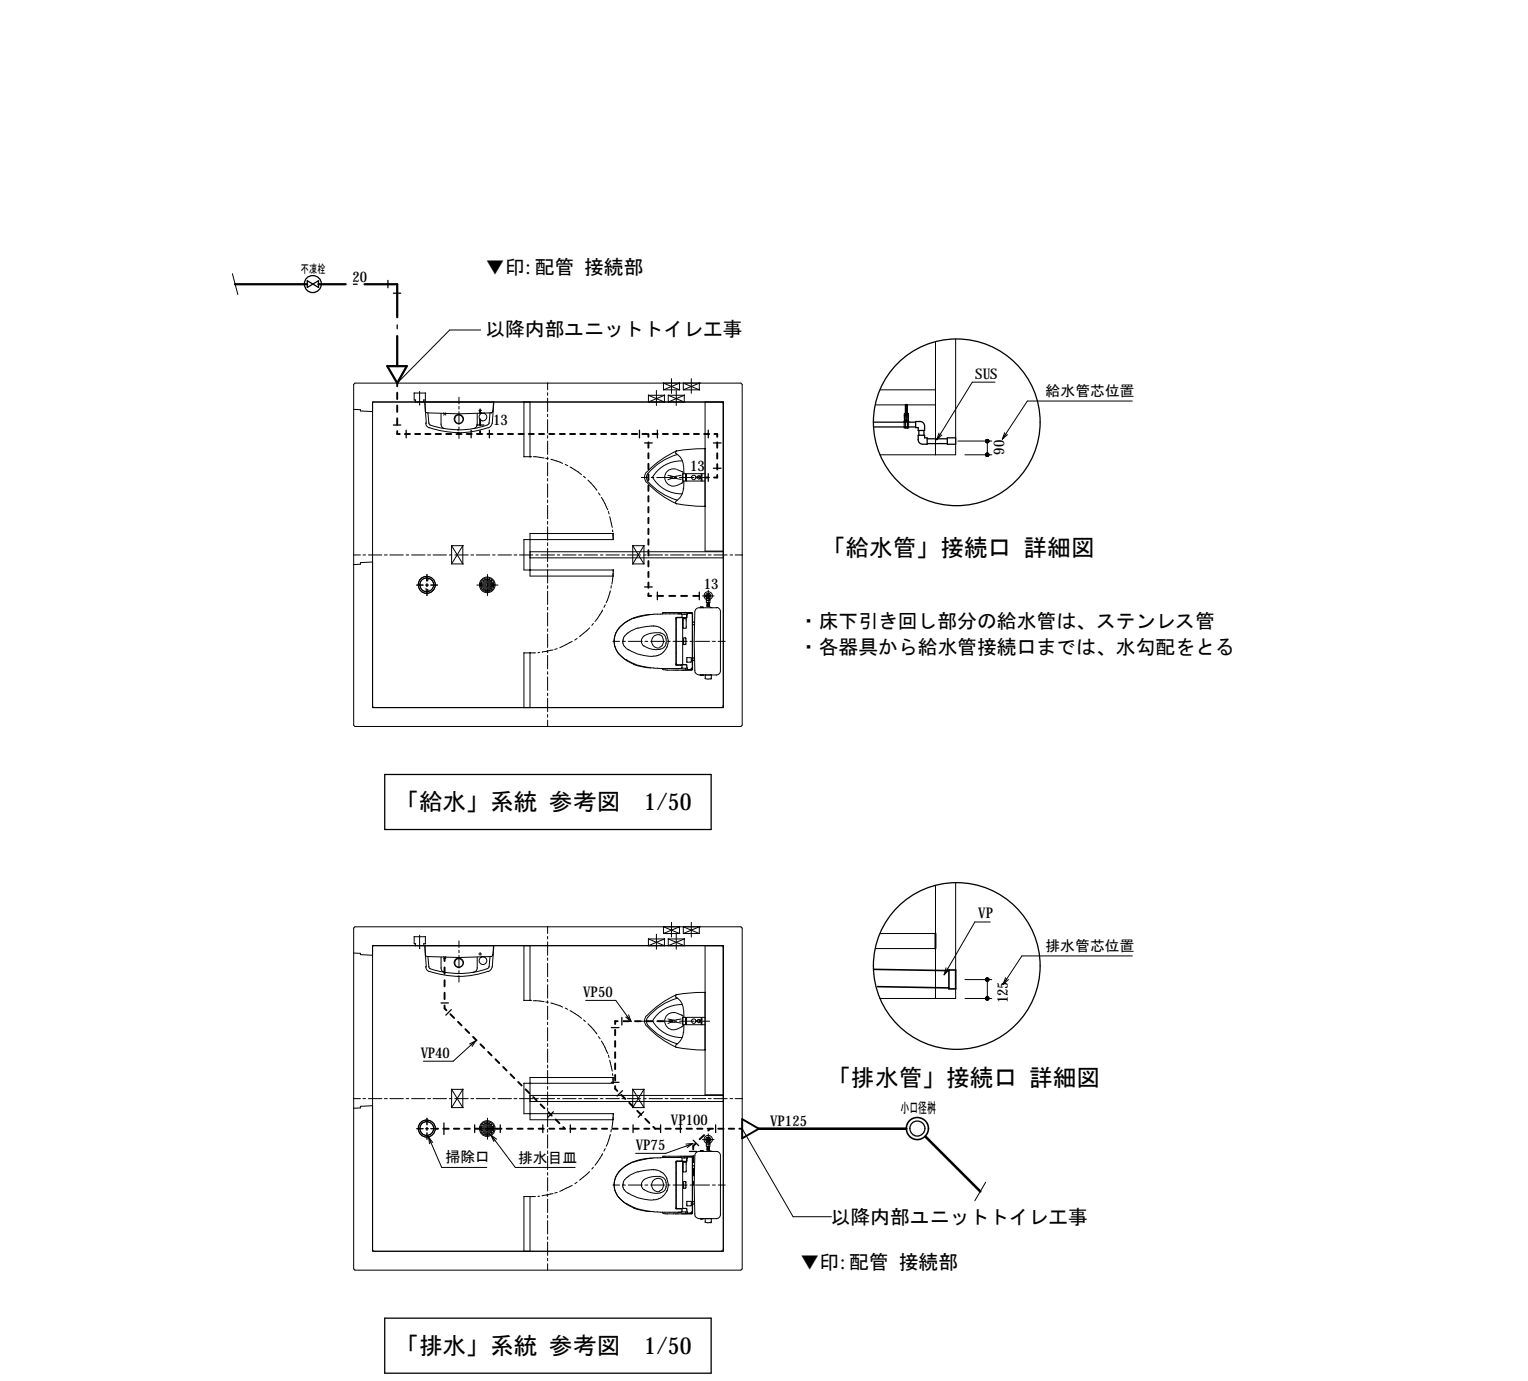 不凍栓
20
▼印:配管 接続部
以降内部ユニットトイレ工事
13
13
13
SUS
給水管芯位置
90
「給水管」接続口 詳細図
・床下引き回し部分の給水管は、ステンレス管
・各器具から給水管接続口までは、水勾配をとる
「給水」系統 参考図 1/50
VP50
VP40
VP100
VP75
VP125
掃除口
排水目皿
小口径桝
VP
排水管芯位置
125
「排水管」接続口 詳細図
以降内部ユニットトイレ工事
▼印:配管 接続部
「排水」系統 参考図 1/50